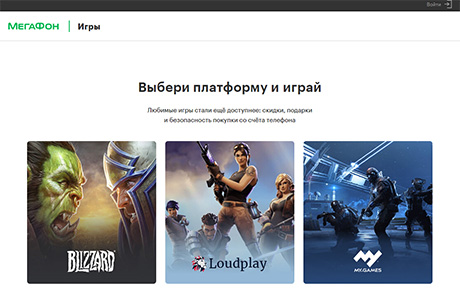 Войти
МЕГАФОН | Игры
Выбери платформу и играй
Любимые игры стали ещё доступнее: скидки, подарки
и безопасность покупки со счёта телефона
BLIZZARD
Loudplay
MY.GAMES